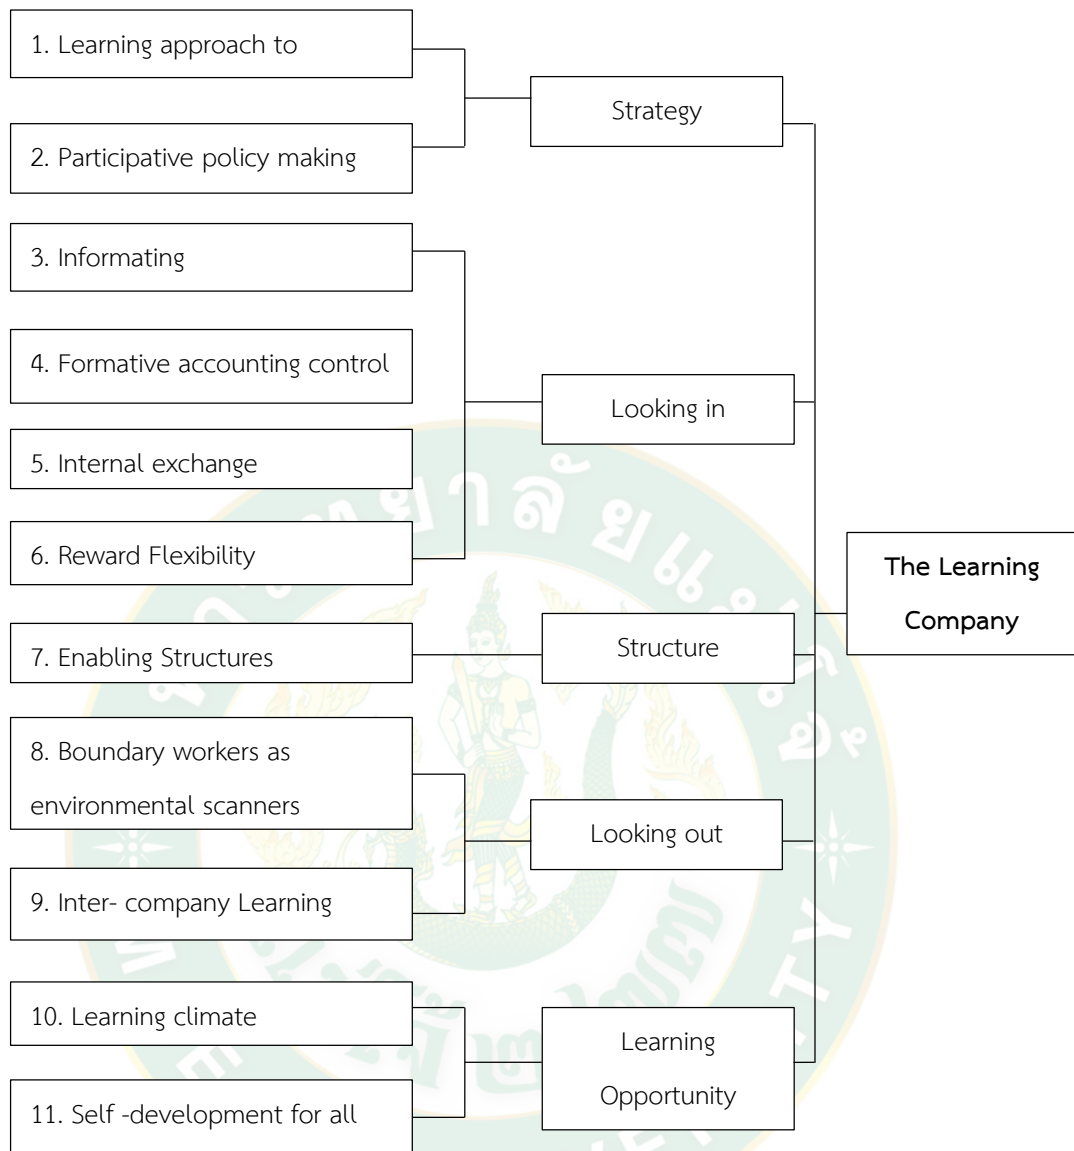 1. Learning approach to
2. Participative policy making
3. Informating
4. Formative accounting control
5. Internal exchange
6. Reward Flexibility
7. Enabling Structures
8. Boundary workers as
environmental scanners
9. Inter- company Learning
10. Learning climate
11. Self -development for all
Strategy
Looking in
Structure
Looking out
Learning
Opportunity
The Learning
Company